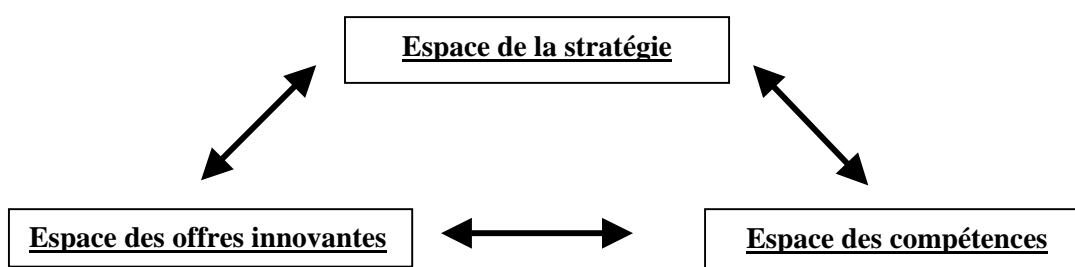 Espace de la stratégie
Espace des offres innovantes
Espace des compétences